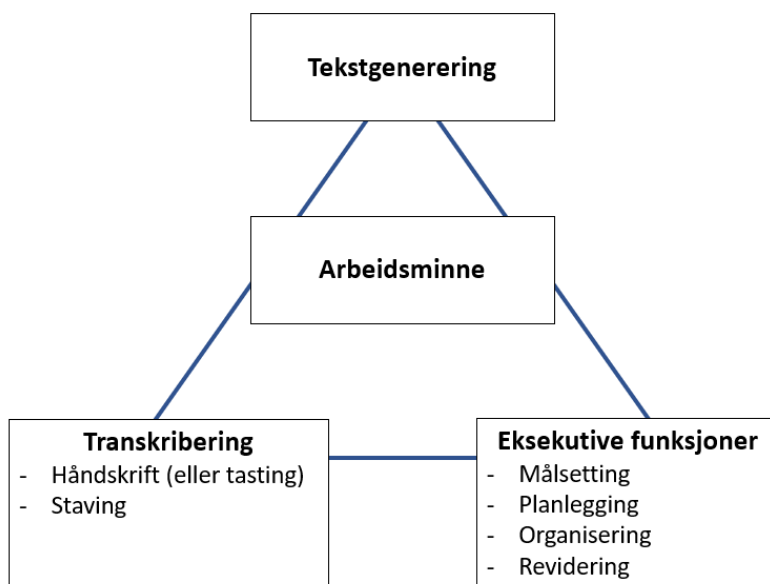 Tekstgenerering
Arbeidsminne
Transkribering
- Håndskrift (eller tasting)
- Staving
Eksekutive funksjoner
- Målsetting
- Planlegging
- Organisering
- Revidering